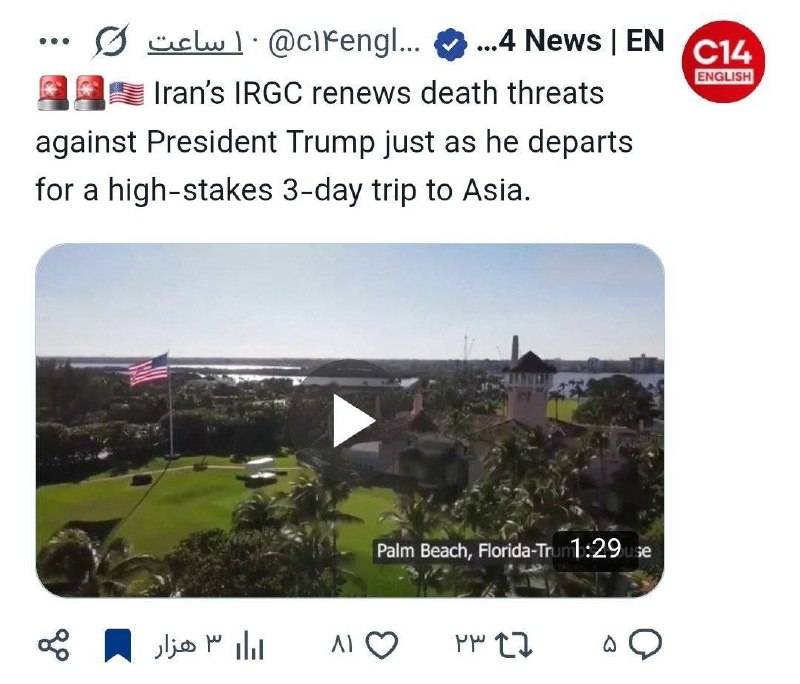 ...4 News | EN @c۱۴engl... · ۱ ساعت
C14
ENGLISH
🚨🚨🇺🇸 Iran’s IRGC renews death threats
against President Trump just as he departs
for a high-stakes 3-day trip to Asia.
Palm Beach, Florida-Tr
1:29
۵ ۲۳ ۸۱ ۳ هزار